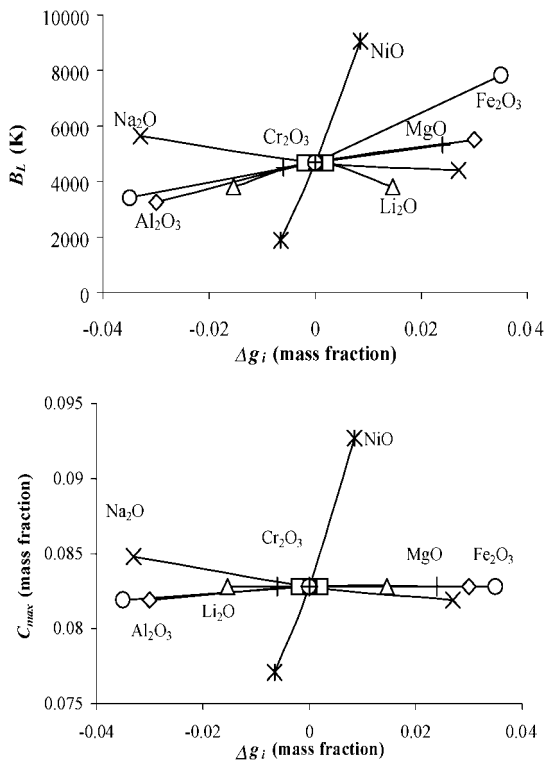 10000
NiO
8000
Fe₂O₃
Na₂O
6000
Cr₂O₃
MgO
B_L (K)
4000
Al₂O₃
Li₂O
2000
0
-0.04
-0.02
0
0.02
0.04
Δg_i (mass fraction)
0.095
NiO
0.09
Na₂O
Cr₂O₃
0.085
MgO
Fe₂O₃
C_max (mass fraction)
0.08
Li₂O
Al₂O₃
0.075
-0.04
-0.02
0
0.02
0.04
Δg_i (mass fraction)